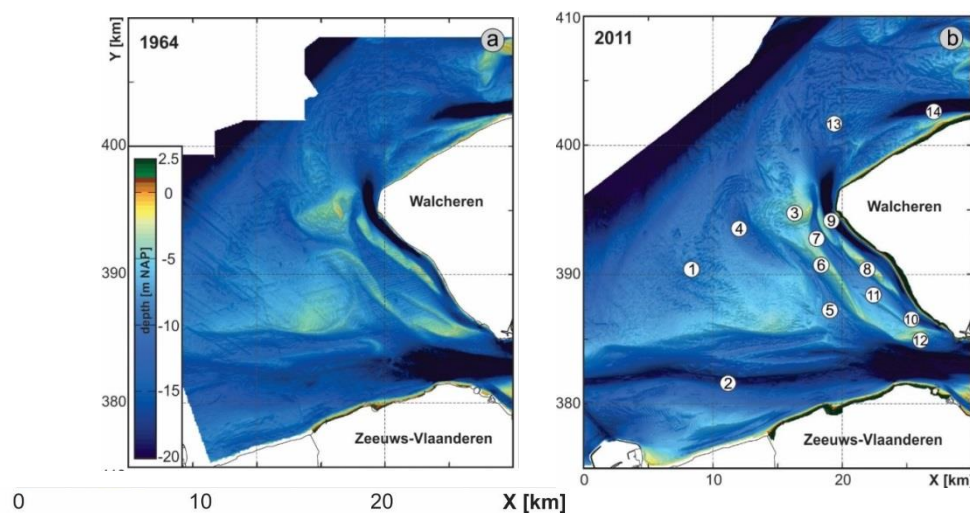 1964
a
Y [km]
400
390
380
2.5
0
-5
-10
-15
-20
depth [m NAP]
Walcheren
Zeeuws-Vlaanderen
0 10 20 X [km]
410
2011
b
400
390
380
13
14
Walcheren
3
9
4
7
6
8
1
11
5
10
12
2
Zeeuws-Vlaanderen
0 10 20 X [km]